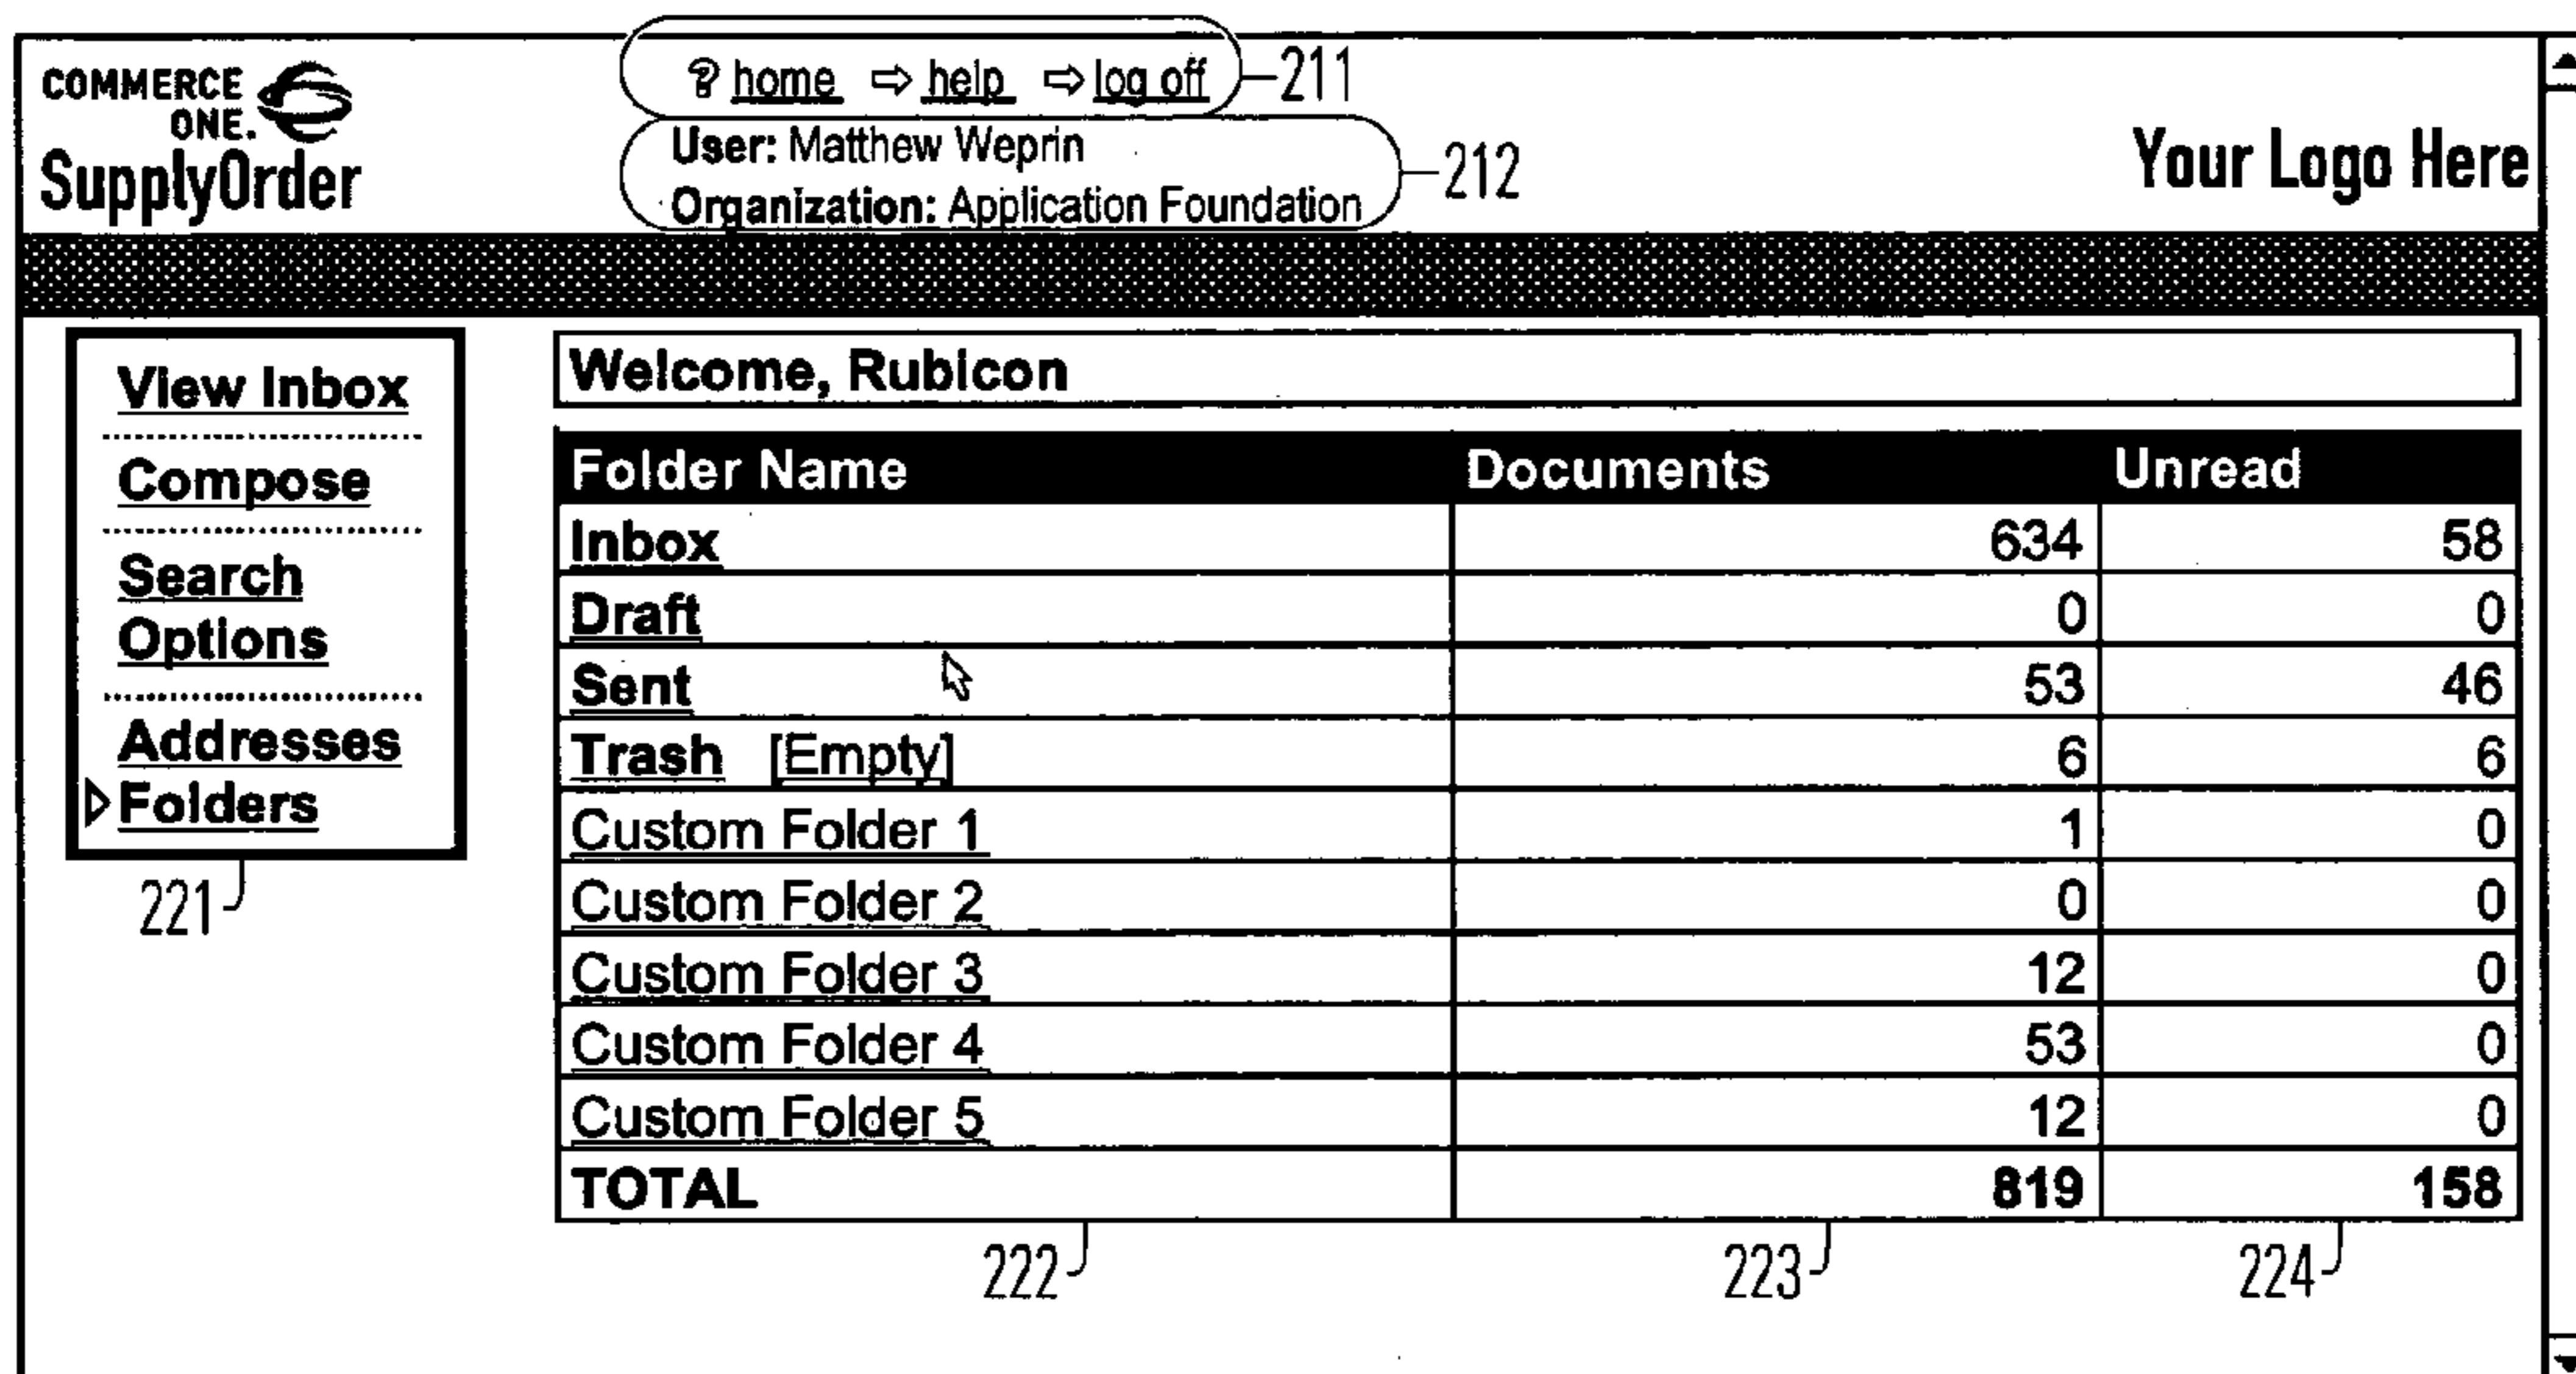 COMMERCE
ONE.
SupplyOrder
? home ⇨ help ⇨ log off 211
User: Matthew Weprin
Organization: Application Foundation
212
Your Logo Here
View Inbox
Compose
Search
Options
Addresses
Folders
221
Welcome, Rubicon
Folder Name Documents Unread
Inbox 634 58
Draft 0 0
Sent 53 46
Trash [Empty] 6 6
Custom Folder 1 1 0
Custom Folder 2 0 0
Custom Folder 3 12 0
Custom Folder 4 53 0
Custom Folder 5 12 0
TOTAL 819 158
222 223 224